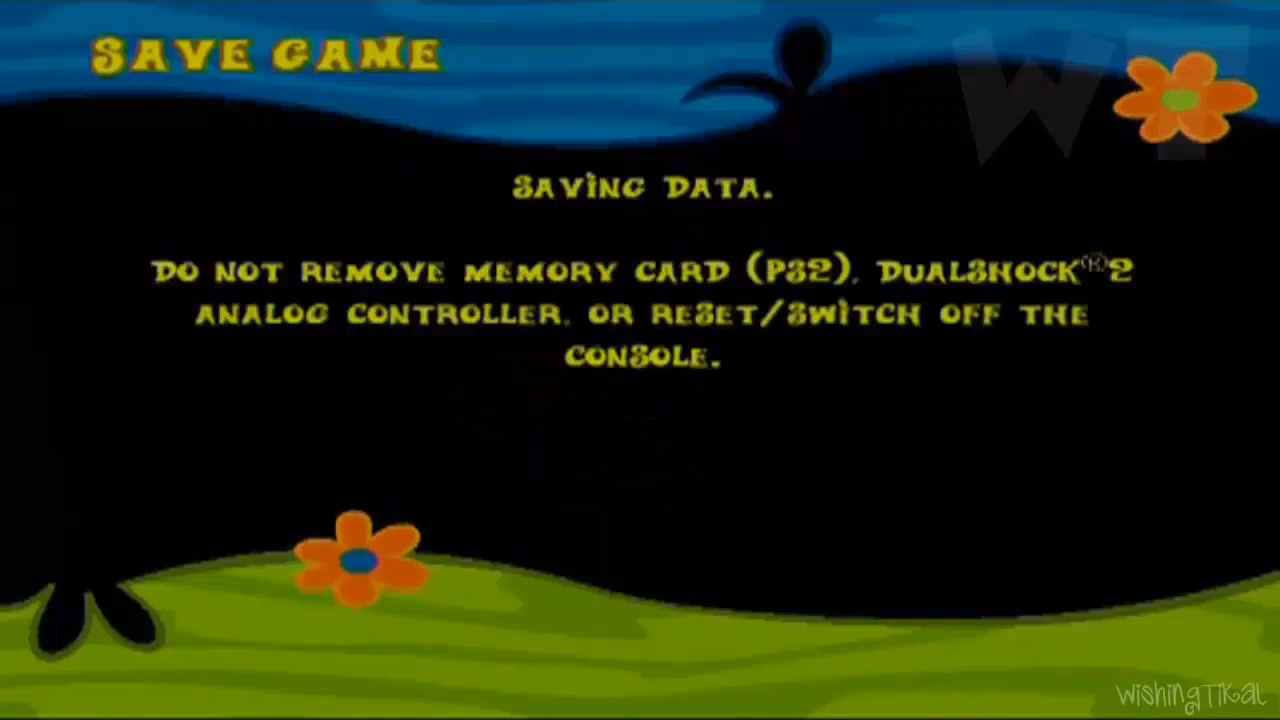 SAVE GAME
WT
SAVING DATA.
DO NOT REMOVE MEMORY CARD (PS2), DUALSHOCK®2
ANALOG CONTROLLER, OR RESET/SWITCH OFF THE
CONSOLE.
WishingTikal